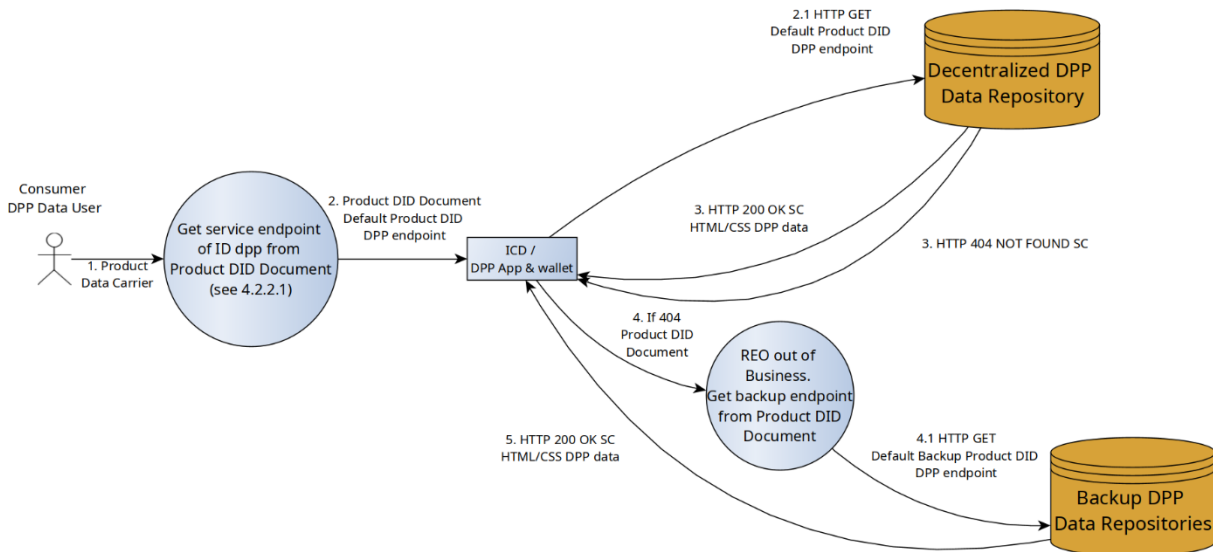 2.1 HTTP GET
Default Product DID
DPP endpoint
Decentralized DPP
Data Repository
Consumer
DPP Data User
1. Product
Data Carrier
Get service endpoint
of ID dpp from
Product DID Document
(see 4.2.2.1)
2. Product DID Document
Default Product DID
DPP endpoint
ICD /
DPP App & wallet
3. HTTP 200 OK SC
HTML/CSS DPP data
3. HTTP 404 NOT FOUND SC
4. If 404
Product DID
Document
REO out of
Business.
Get backup endpoint
from Product DID
Document
5. HTTP 200 OK SC
HTML/CSS DPP data
4.1 HTTP GET
Default Backup Product DID
DPP endpoint
Backup DPP
Data Repositories